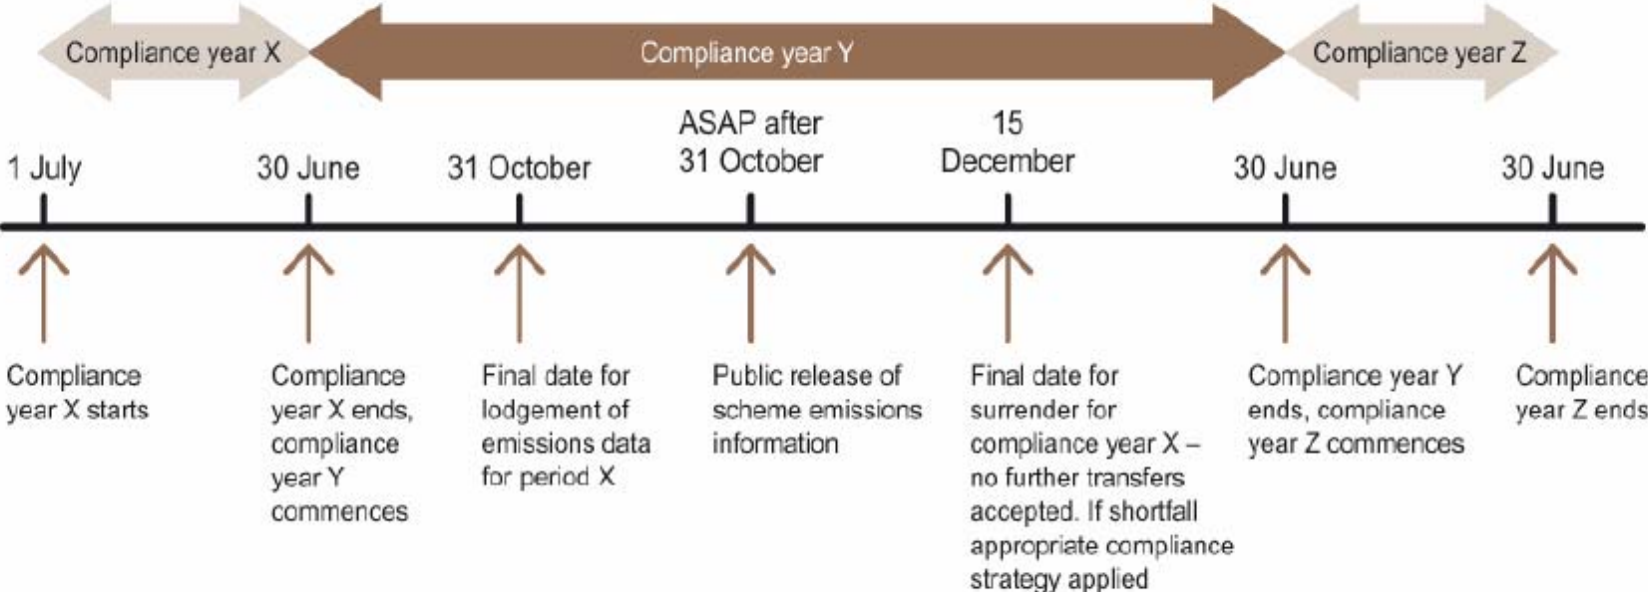 Compliance year X
Compliance year Y
Compliance year Z
1 July
30 June
31 October
ASAP after
31 October
15
December
30 June
30 June
Compliance
year X starts
Compliance
year X ends,
compliance
year Y
commences
Final date for
lodgement of
emissions data
for period X
Public release of
scheme emissions
information
Final date for
surrender for
compliance year X –
no further transfers
accepted. If shortfall
appropriate compliance
strategy applied
Compliance year Y
ends, compliance
year Z commences
Compliance
year Z ends